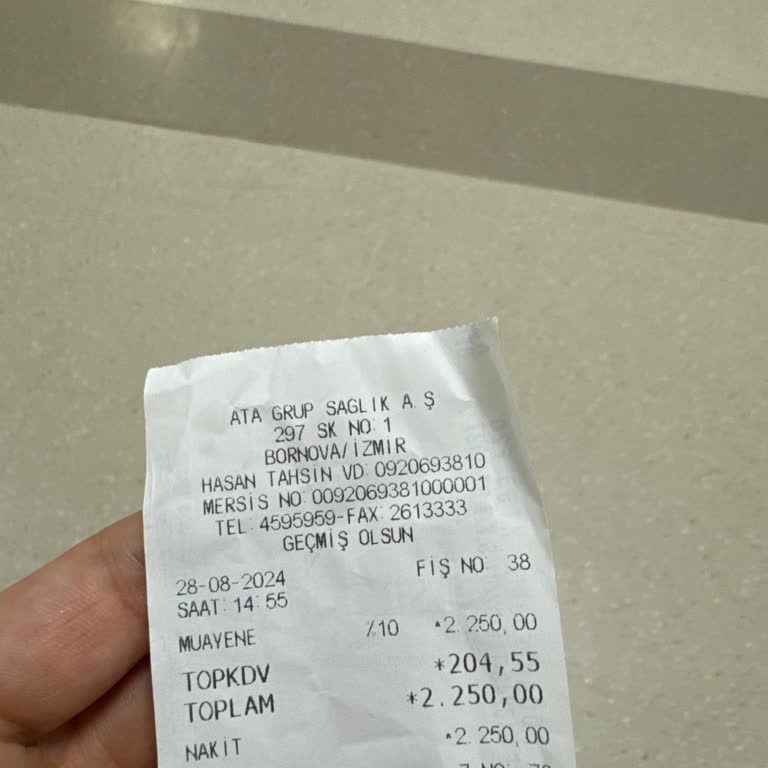 ATA GRUP SAGLIK A.Ş
297 SK NO: 1
BORNOVA/İZMİR
HASAN TAHSİN VD: 0920693810
MERSİS NO: 0092069381000001
TEL: 4595959-FAX: 2613333
GEÇMİŞ OLSUN
28-08-2024 FİŞ NO: 38
SAAT: 14:55
MUAYENE %10 *2.250,00
TOPKDV *204,55
TOPLAM *2.250,00
NAKİT *2.250,00